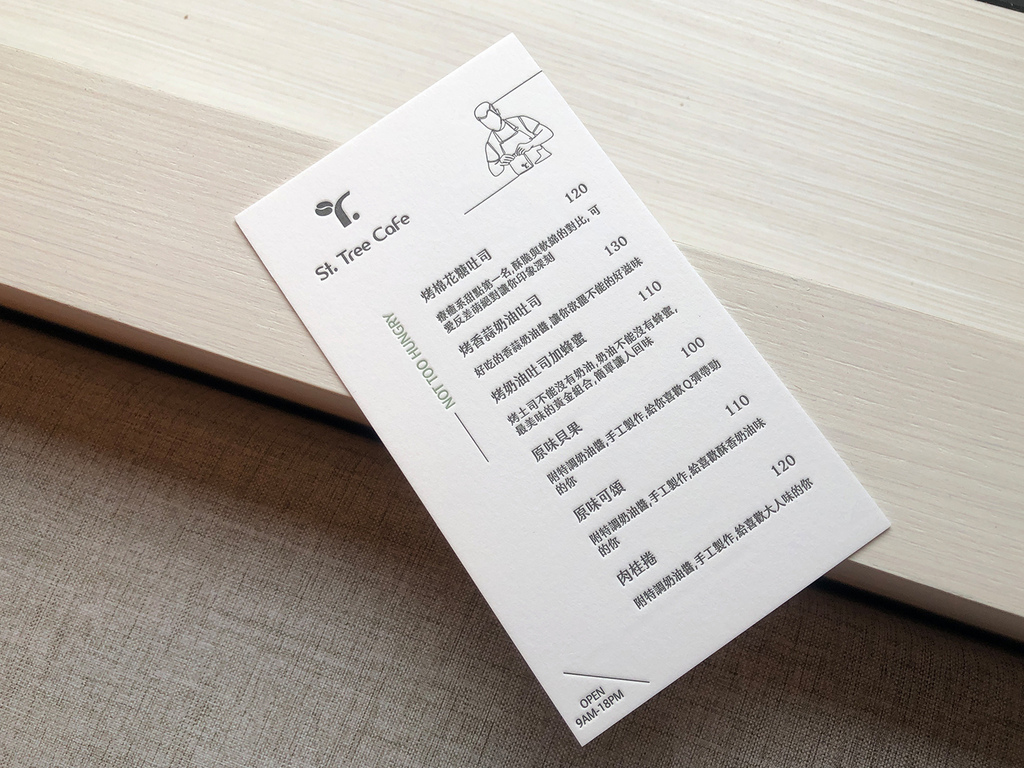 St. Tree Cafe
NOT TOO HUNGRY
烤棉花糖吐司 120
療癒系甜點第一名,酥脆與軟綿的對比,可
愛反差萌絕對讓你印象深刻
烤香蒜奶油吐司 130
好吃的香蒜奶油醬,讓你欲罷不能的好滋味
烤奶油吐司加蜂蜜 110
烤土司不能沒有奶油,奶油不能沒有蜂蜜,
最美味的黃金組合,簡單讓人回味
原味貝果 100
附特調奶油醬,手工製作,給你喜歡Q彈帶勁
的你
原味可頌 110
附特調奶油醬,手工製作,給喜歡酥香奶油味
的你
肉桂捲 120
附特調奶油醬,手工製作,給喜歡大人味的你
OPEN
9AM-18PM